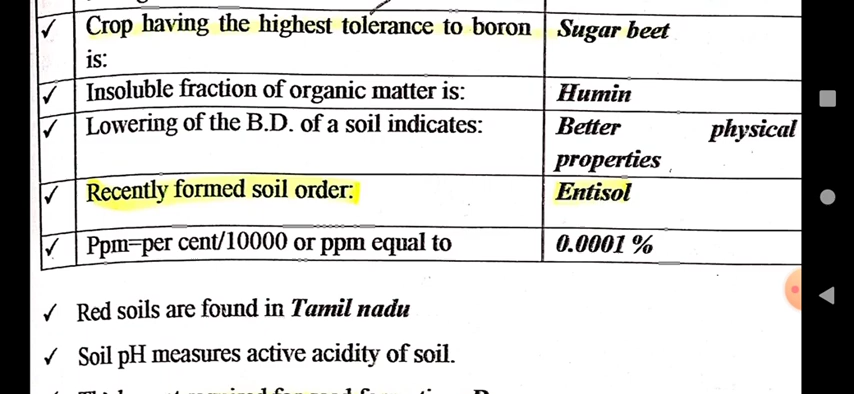 ✓ Crop having the highest tolerance to boron Sugar beet
is:
✓ Insoluble fraction of organic matter is: Humin
✓ Lowering of the B.D. of a soil indicates: Better physical
properties
✓ Recently formed soil order: Entisol
✓ Ppm=per cent/10000 or ppm equal to 0.0001 %
✓ Red soils are found in Tamil nadu
✓ Soil pH measures active acidity of soil.